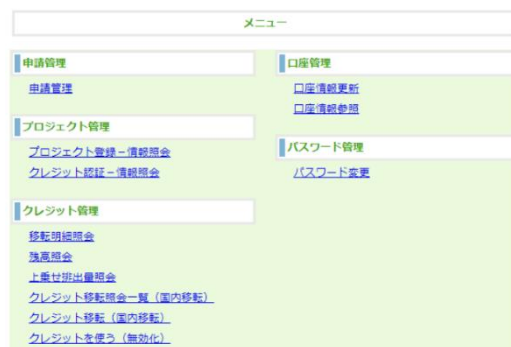 メニュー
申請管理
申請管理
プロジェクト管理
プロジェクト登録－情報照会
クレジット認証－情報照会
クレジット管理
移転明細照会
残高照会
上乗せ排出量照会
クレジット移転照会一覧（国内移転）
クレジット移転（国内移転）
クレジットを使う（無効化）
口座管理
口座情報更新
口座情報参照
パスワード管理
パスワード変更